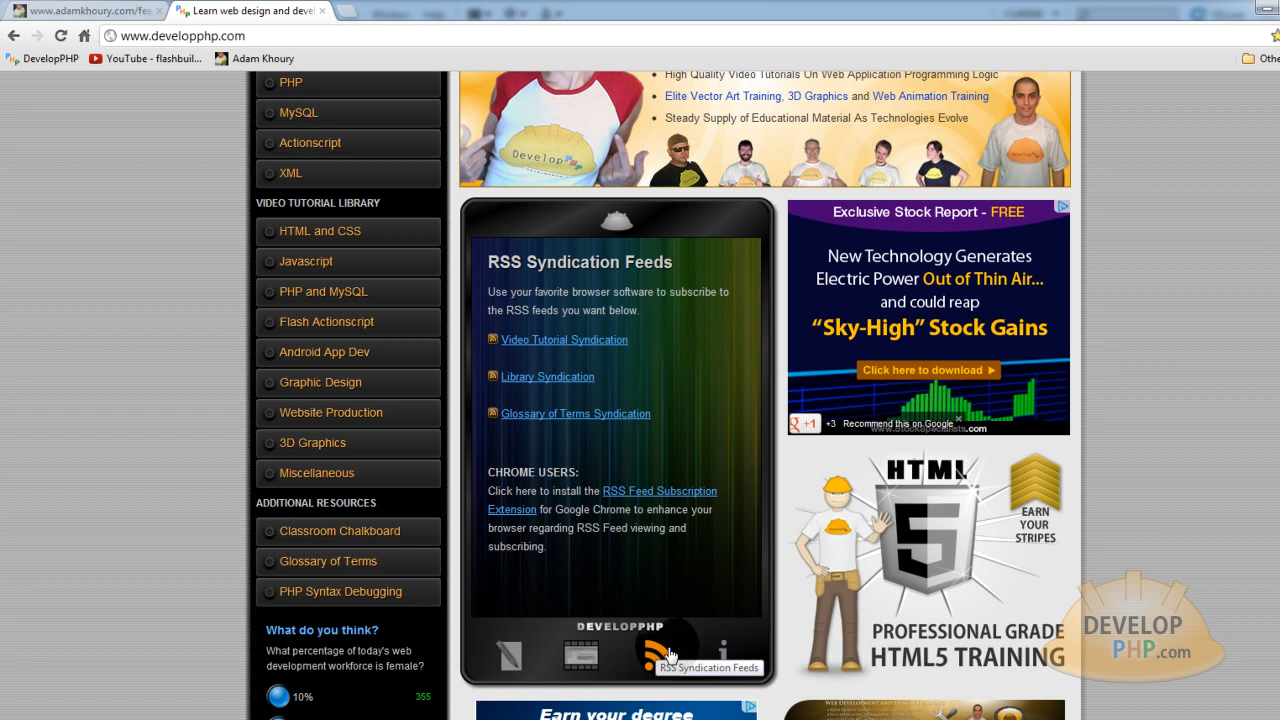 www.adamkhoury.com/fee
Learn web design and deve
www.developphp.com
DevelopPHP
YouTube - flashbuil...
Adam Khoury
Othe
PHP
MySQL
Actionscript
XML
VIDEO TUTORIAL LIBRARY
HTML and CSS
Javascript
PHP and MySQL
Flash Actionscript
Android App Dev
Graphic Design
Website Production
3D Graphics
Miscellaneous
ADDITIONAL RESOURCES
Classroom Chalkboard
Glossary of Terms
PHP Syntax Debugging
What do you think?
What percentage of today's web
development workforce is female?
10%
355
High Quality Video Tutorials On Web Application Programming Logic
Elite Vector Art Training, 3D Graphics and Web Animation Training
Steady Supply of Educational Material As Technologies Evolve
Develop
RSS Syndication Feeds
Use your favorite browser software to subscribe to
the RSS feeds you want below.
Video Tutorial Syndication
Library Syndication
Glossary of Terms Syndication
CHROME USERS:
Click here to install the RSS Feed Subscription
Extension for Google Chrome to enhance your
browser regarding RSS Feed viewing and
subscribing.
DEVELOPPHP
RSS Syndication Feeds
Earn your degree
Exclusive Stock Report - FREE
New Technology Generates
Electric Power Out of Thin Air...
and could reap
“Sky-High” Stock Gains
Click here to download
+1
+3 Recommend this on Google
HTML
5
EARN
YOUR
STRIPES
PROFESSIONAL GRADE
HTML5 TRAINING
DEVELOP
PHP.com